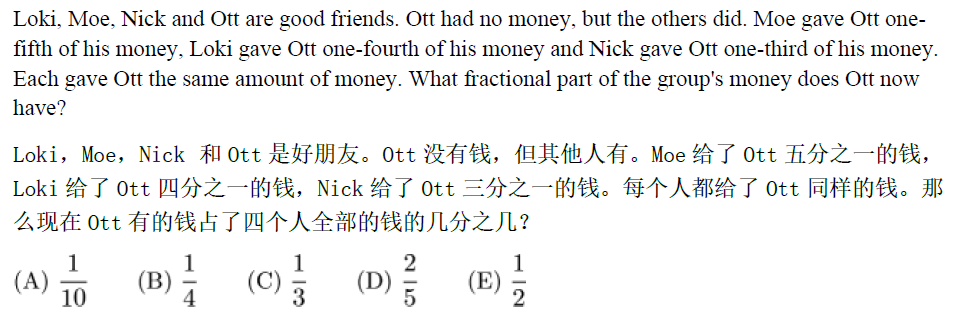 Loki, Moe, Nick and Ott are good friends. Ott had no money, but the others did. Moe gave Ott one-
fifth of his money, Loki gave Ott one-fourth of his money and Nick gave Ott one-third of his money.
Each gave Ott the same amount of money. What fractional part of the group's money does Ott now
have?
Loki，Moe，Nick 和 Ott 是好朋友。Ott 没有钱，但其他人有。Moe 给了 Ott 五分之一的钱，
Loki 给了 Ott 四分之一的钱，Nick 给了 Ott 三分之一的钱。每个人都给了 Ott 同样的钱。那
么现在 Ott 有的钱占了四个人全部的钱的几分之几？
(A) 1/10 (B) 1/4 (C) 1/3 (D) 2/5 (E) 1/2